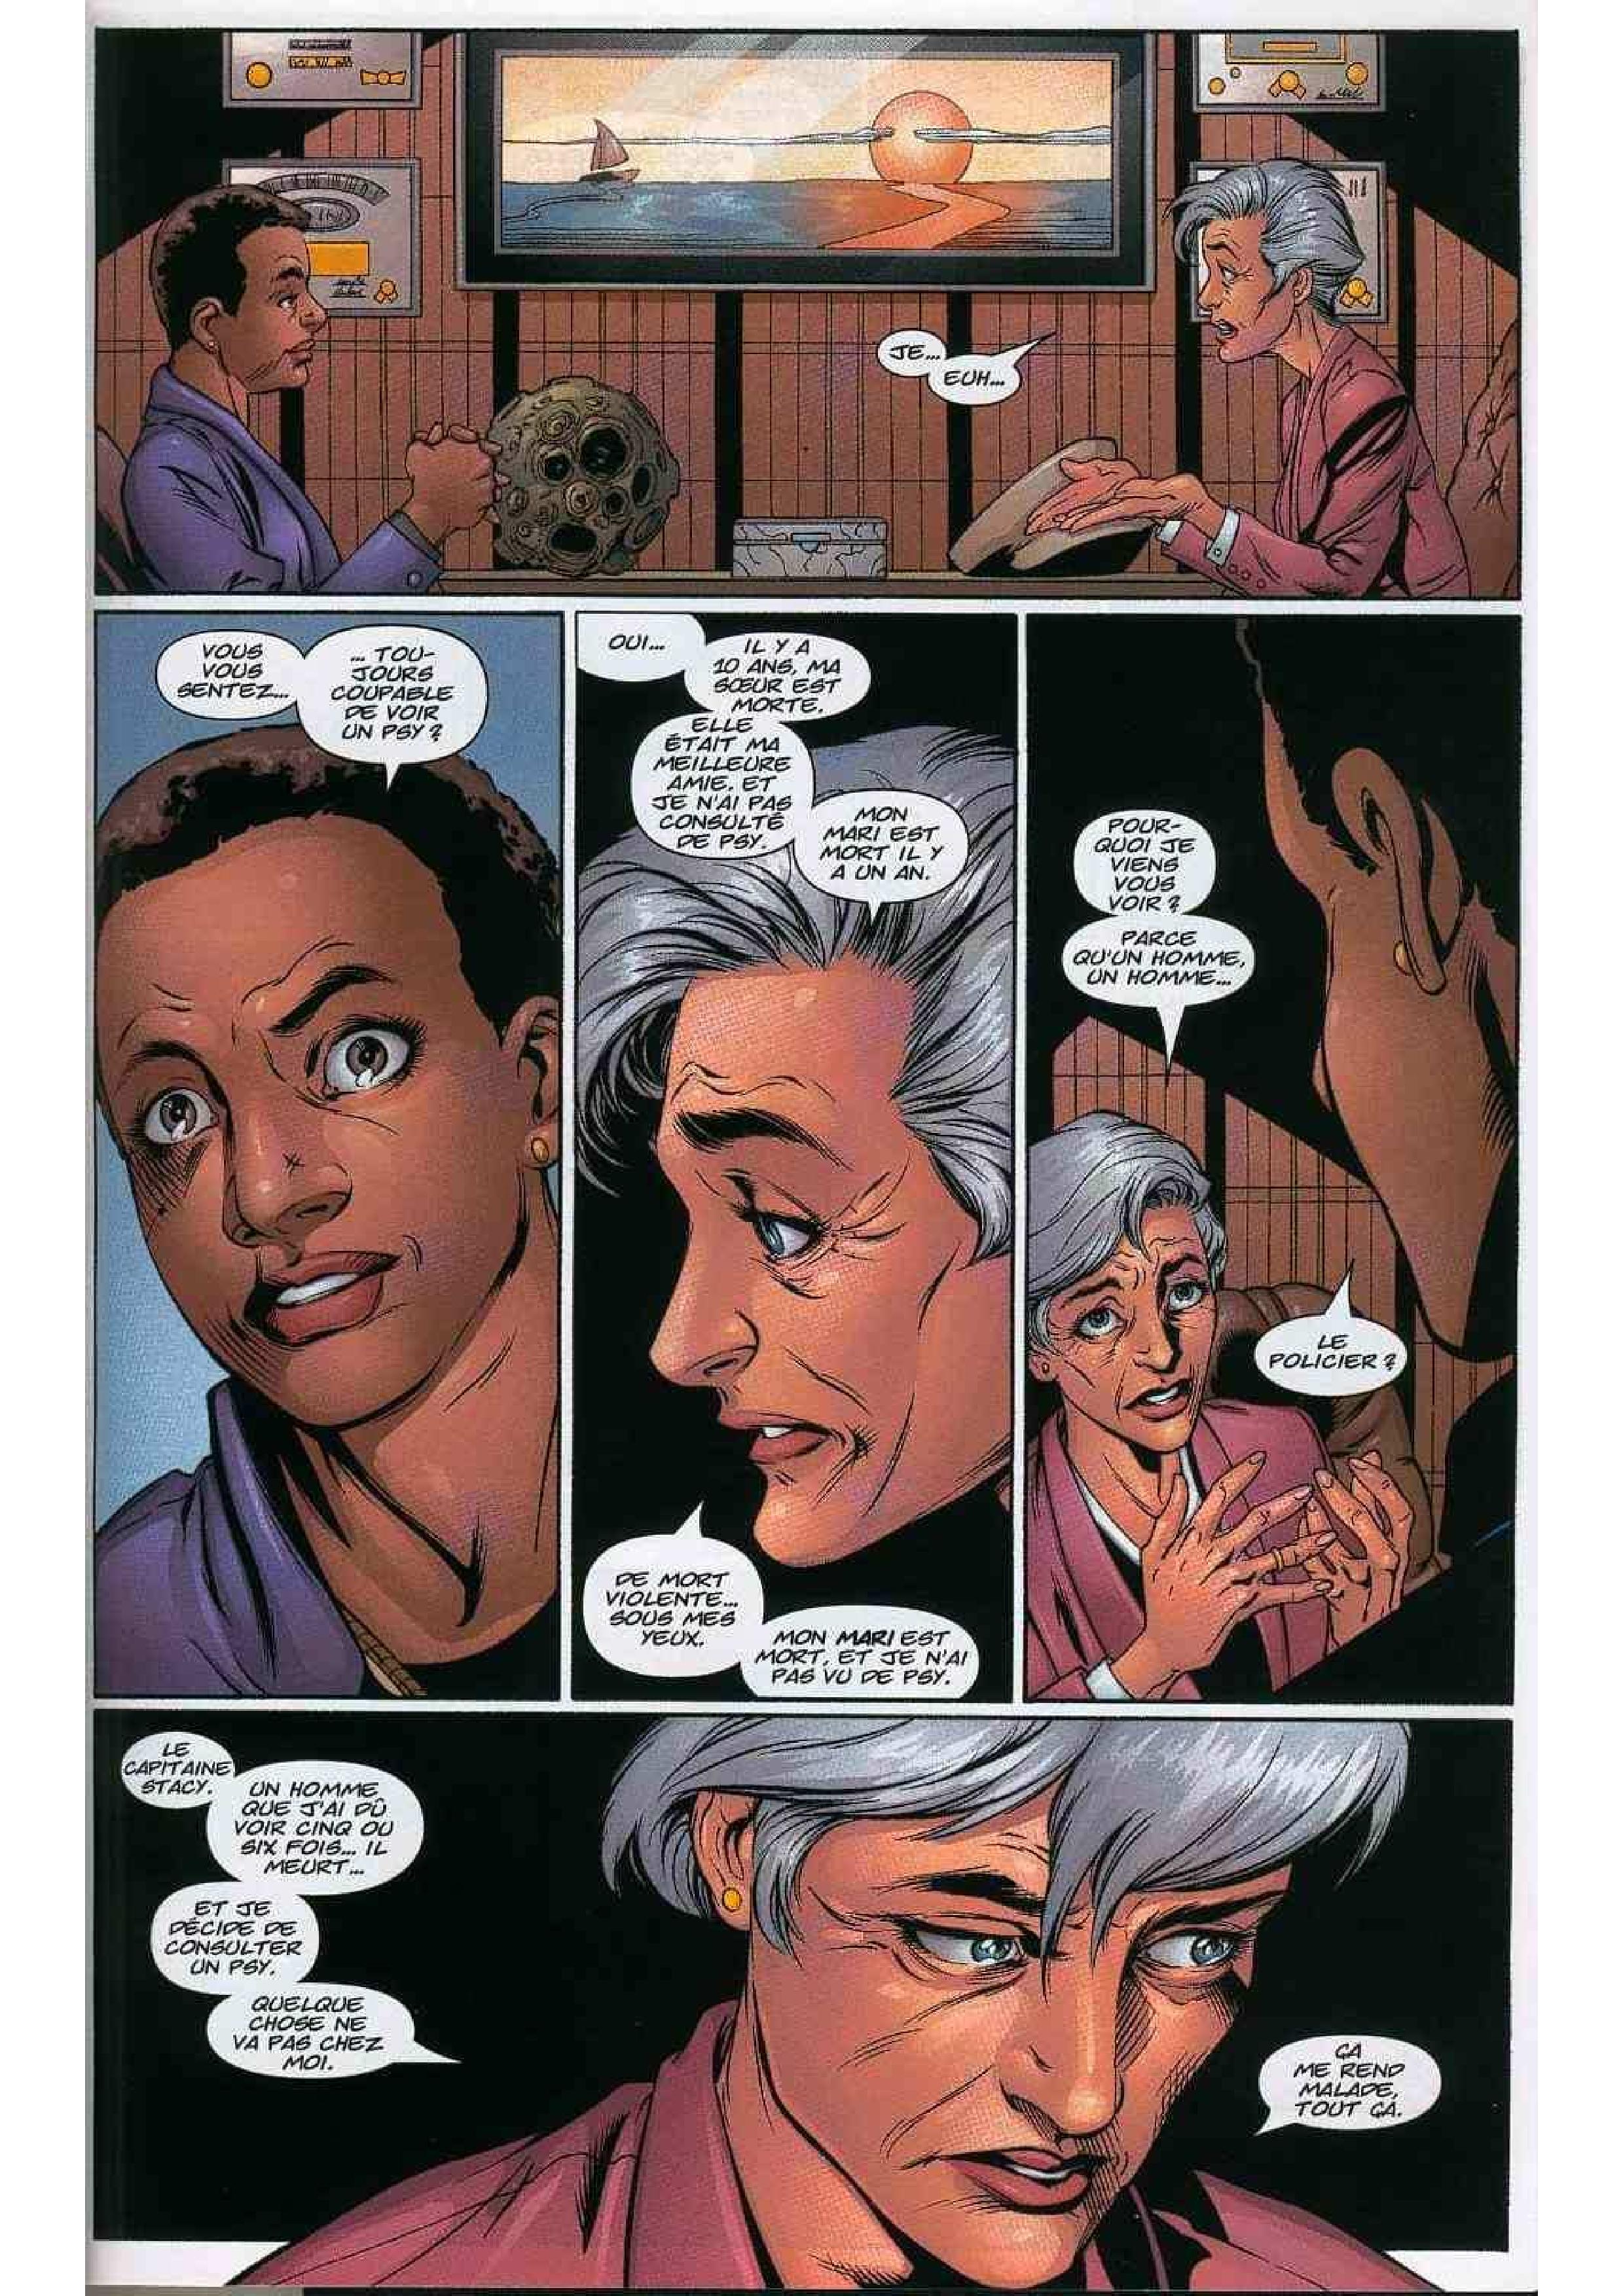 JE...
EUH...
VOUS
VOUS
SENTEZ...
... TOU-
JOURS
COUPABLE
DE VOIR
UN PSY ?
OUI...
IL Y A
10 ANS, MA
SŒUR EST
MORTE.
ELLE
ÉTAIT MA
MEILLEURE
AMIE. ET
JE N'AI PAS
CONSULTÉ
DE PSY.
MON
MARI EST
MORT IL Y
A UN AN.
DE MORT
VIOLENTE...
SOUS MES
YEUX.
MON MARI EST
MORT, ET JE N'AI
PAS VU DE PSY.
POUR-
QUOI JE
VIENS
VOUS
VOIR ?
PARCE
QU'UN HOMME,
UN HOMME...
LE
POLICIER ?
LE
CAPITAINE
STACY.
UN HOMME
QUE J'AI DÛ
VOIR CINQ OU
SIX FOIS... IL
MEURT...
ET JE
DÉCIDE DE
CONSULTER
UN PSY.
QUELQUE
CHOSE NE
VA PAS CHEZ
MOI.
ÇA
ME REND
MALADE,
TOUT ÇA.